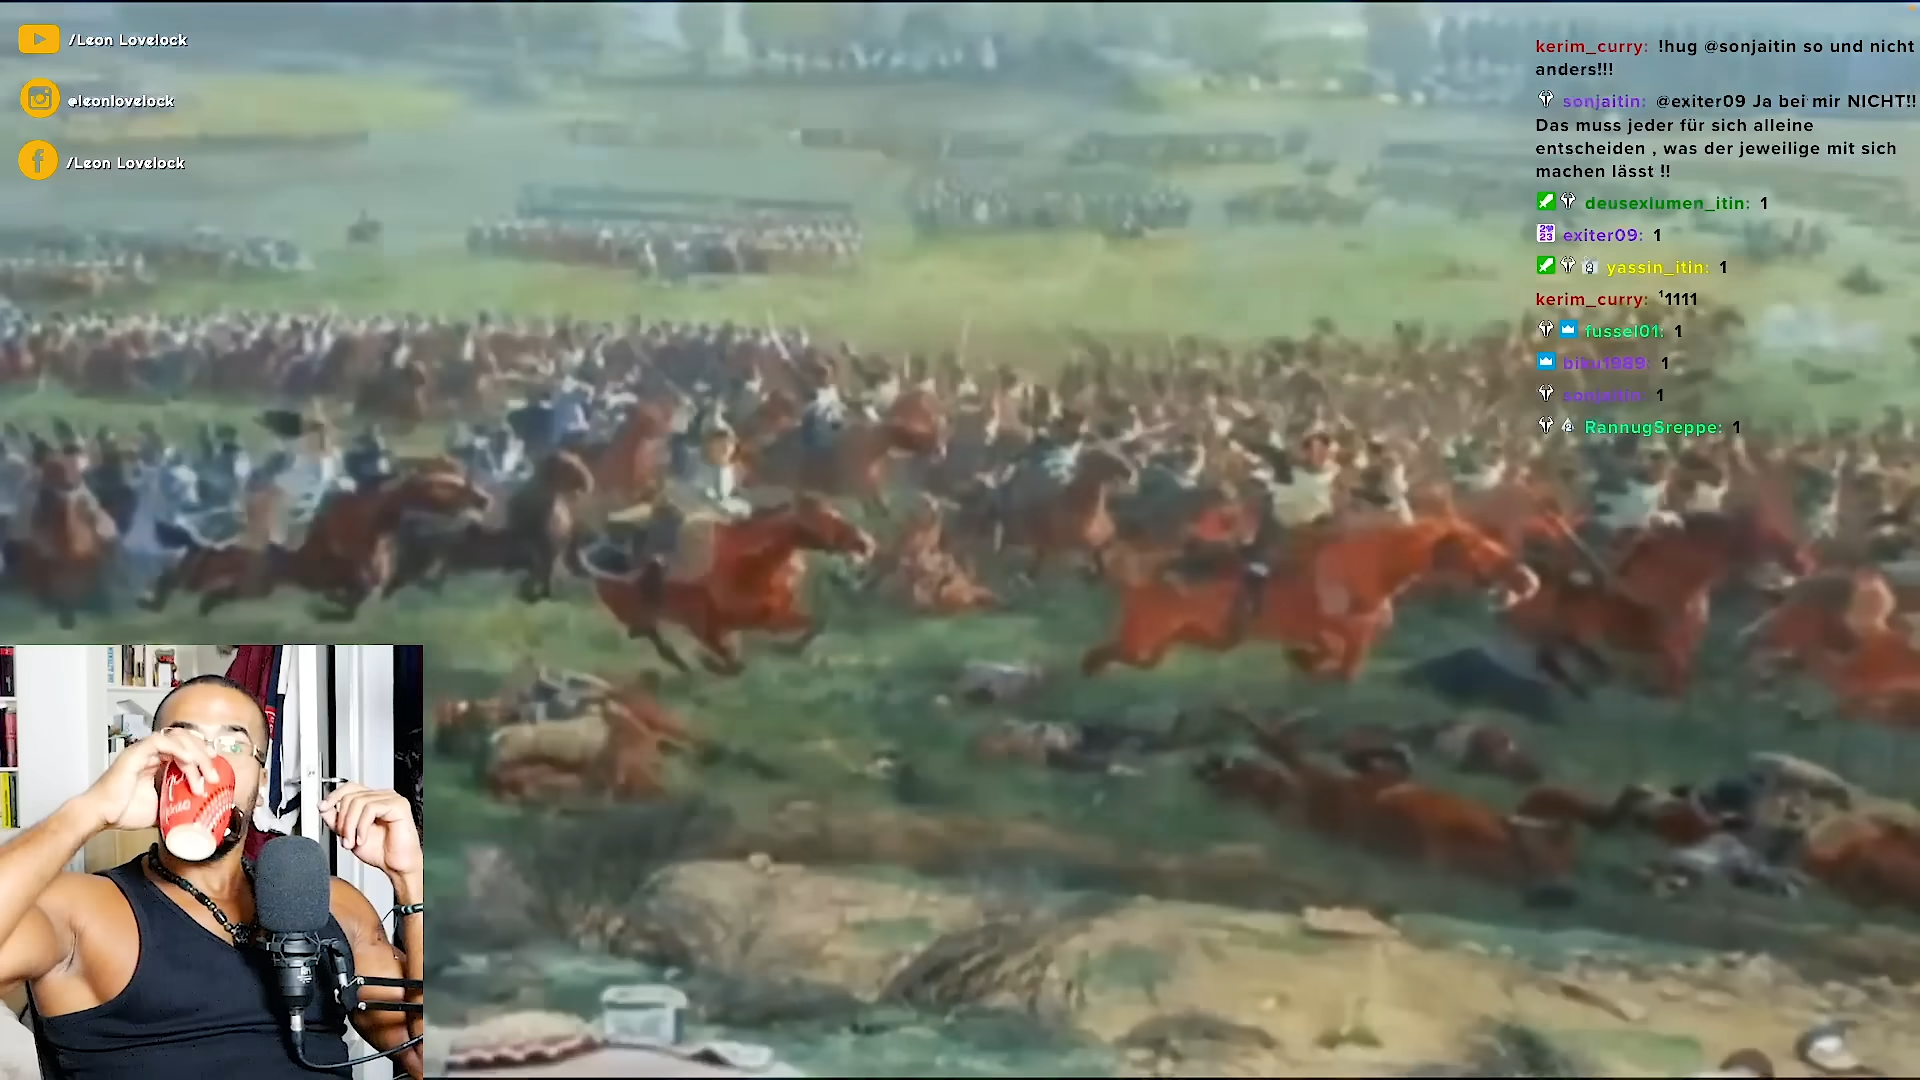 /Leon Lovelock
@leonlovelock
/Leon Lovelock
kerim_curry: !hug @sonjaitin so und nicht
anders!!!
sonjaitin: @exiter09 Ja bei mir NICHT!!
Das muss jeder für sich alleine
entscheiden , was der jeweilige mit sich
machen lässt !!
deusexlumen_itin: 1
exiter09: 1
yassin_itin: 1
kerim_curry: ¹1111
fussel01: 1
biku1989: 1
sonjaitin: 1
RannugSreppe: 1